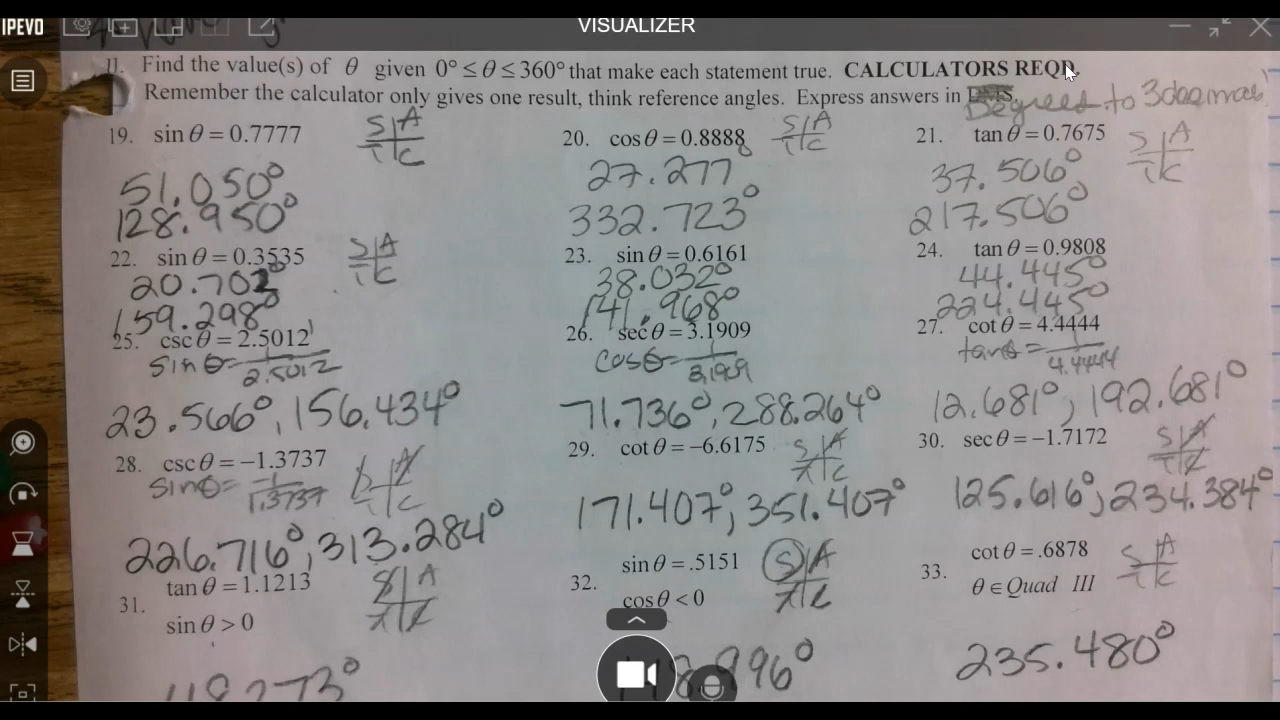 IPEVO
VISUALIZER
II. Find the value(s) of θ given 0° ≤ θ ≤ 360° that make each statement true. CALCULATORS REQD.
Remember the calculator only gives one result, think reference angles. Express answers in DMS. Degrees to 3 decimals
19. sin θ = 0.7777 S A T C
20. cos θ = 0.8888 S A T C
21. tan θ = 0.7675 S A T C
51.050° 27.277° 37.506°
128.950° 332.723° 217.506°
22. sin θ = 0.3535 S A T C
23. sin θ = 0.6161
24. tan θ = 0.9808
20.702° 38.032° 44.445°
159.298° 141.968° 224.445°
25. csc θ = 2.5012
26. sec θ = 3.1909
27. cot θ = 4.4444
sin θ = 1/2.5012 cos θ = 1/3.1909 tan θ = 1/4.4444
23.566°, 156.434° 71.736°, 288.264° 12.681°, 192.681°
28. csc θ = −1.3737
29. cot θ = −6.6175 S A T C
30. sec θ = −1.7172 S A T C
sin θ = 1/1.3737 S A T C
226.716°, 313.284° 171.407°, 351.407° 125.616°, 234.384°
31. tan θ = 1.1213 S A T C
sin θ > 0
32. sin θ = .5151 S A T C
cos θ < 0
33. cot θ = .6878 S A T C
θ ∈ Quad III
235.480°